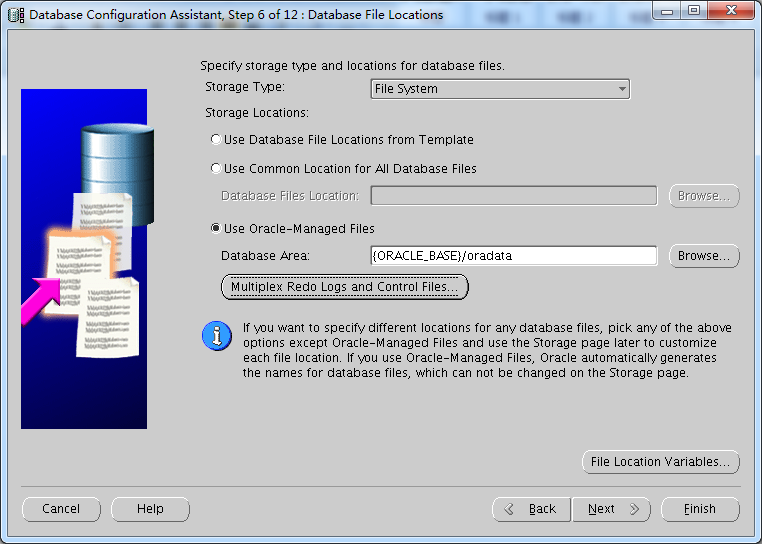 Database Configuration Assistant, Step 6 of 12 : Database File Locations
Specify storage type and locations for database files.
Storage Type:
File System
Storage Locations:
Use Database File Locations from Template
Use Common Location for All Database Files
Database Files Location:
Browse...
Use Oracle-Managed Files
Database Area:
{ORACLE_BASE}/oradata
Browse...
Multiplex Redo Logs and Control Files...
If you want to specify different locations for any database files, pick any of the above
options except Oracle-Managed Files and use the Storage page later to customize
each file location. If you use Oracle-Managed Files, Oracle automatically generates
the names for database files, which can not be changed on the Storage page.
File Location Variables...
Cancel
Help
Back
Next
Finish